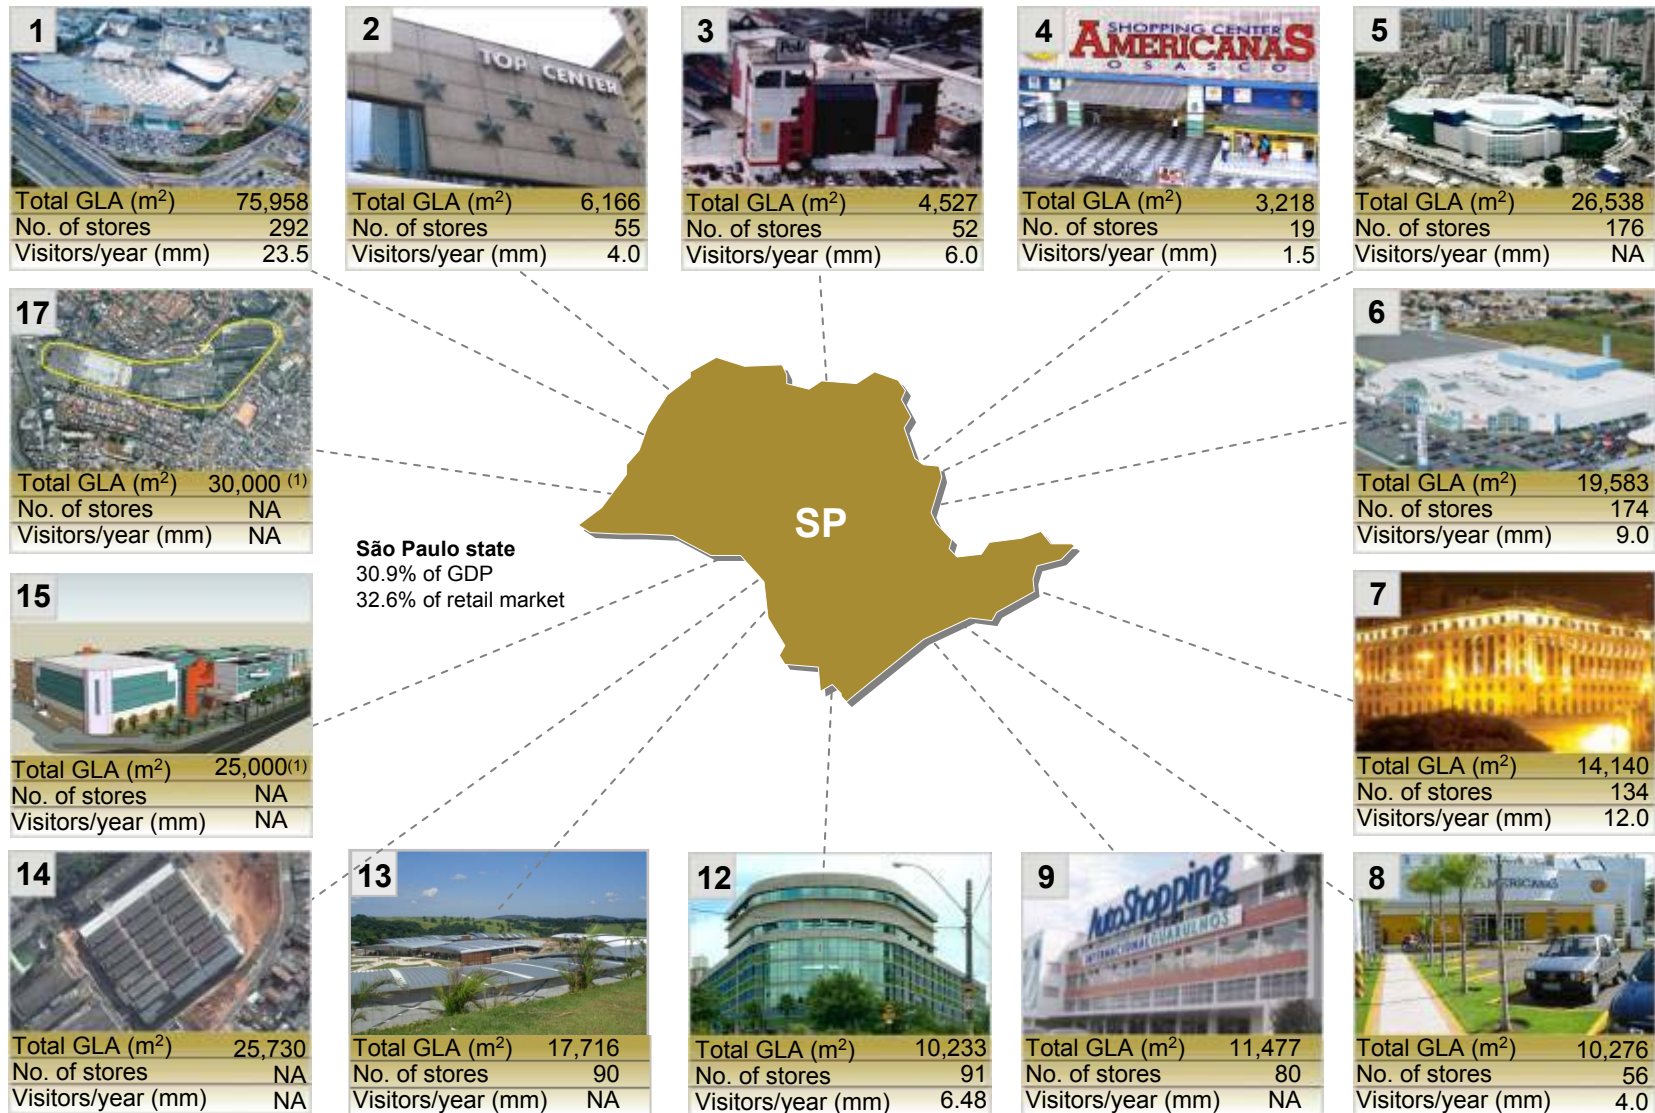 1
Total GLA (m²) 75,958
No. of stores 292
Visitors/year (mm) 23.5
2
TOP CENTER
Total GLA (m²) 6,166
No. of stores 55
Visitors/year (mm) 4.0
3
Poli
Total GLA (m²) 4,527
No. of stores 52
Visitors/year (mm) 6.0
4
SHOPPING CENTER
AMERICANAS
OSASCO
Total GLA (m²) 3,218
No. of stores 19
Visitors/year (mm) 1.5
5
Total GLA (m²) 26,538
No. of stores 176
Visitors/year (mm) NA
17
Total GLA (m²) 30,000 (1)
No. of stores NA
Visitors/year (mm) NA
6
Total GLA (m²) 19,583
No. of stores 174
Visitors/year (mm) 9.0
SP
São Paulo state
30.9% of GDP
32.6% of retail market
15
Total GLA (m²) 25,000(1)
No. of stores NA
Visitors/year (mm) NA
7
Total GLA (m²) 14,140
No. of stores 134
Visitors/year (mm) 12.0
14
Total GLA (m²) 25,730
No. of stores NA
Visitors/year (mm) NA
13
Total GLA (m²) 17,716
No. of stores 90
Visitors/year (mm) NA
12
Total GLA (m²) 10,233
No. of stores 91
Visitors/year (mm) 6.48
9
AutoShopping
INTERNACIONAL GUARULHOS
Total GLA (m²) 11,477
No. of stores 80
Visitors/year (mm) NA
8
AMERICANAS
Total GLA (m²) 10,276
No. of stores 56
Visitors/year (mm) 4.0